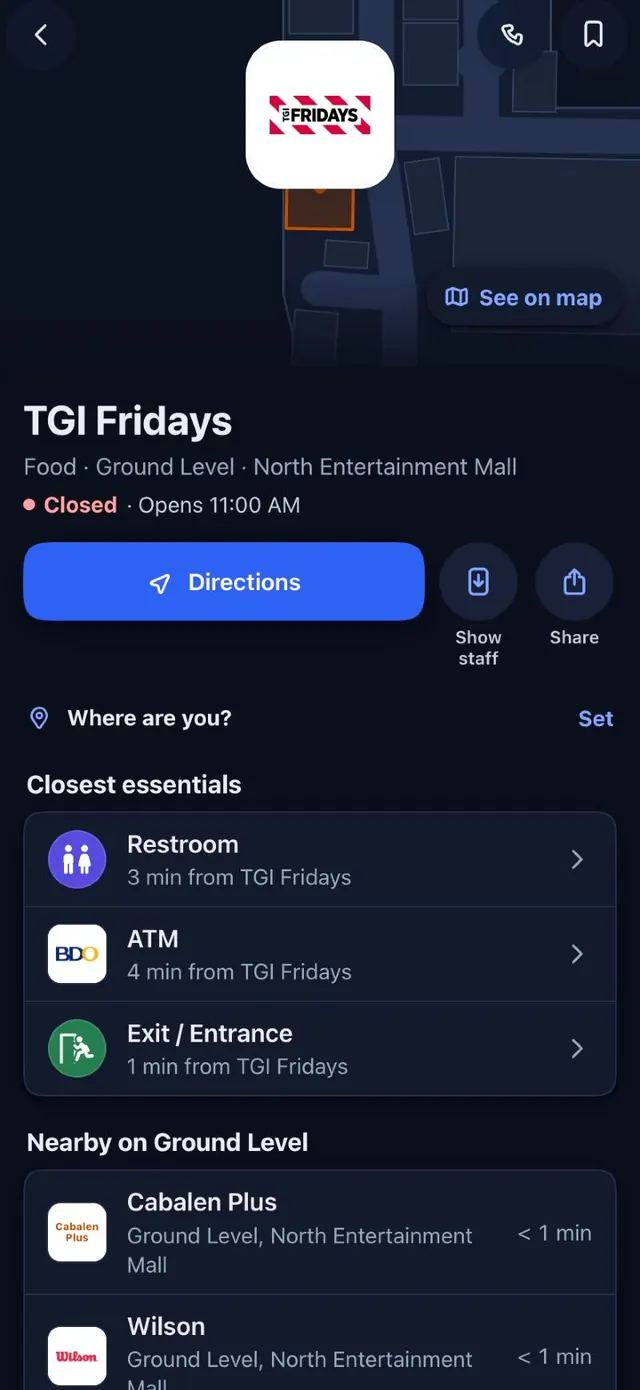 TGI FRIDAYS
See on map
TGI Fridays
Food · Ground Level · North Entertainment Mall
Closed · Opens 11:00 AM
Directions
Show
staff
Share
Where are you?
Set
Closest essentials
Restroom
3 min from TGI Fridays
BDO
ATM
4 min from TGI Fridays
Exit / Entrance
1 min from TGI Fridays
Nearby on Ground Level
Cabalen
Plus
Cabalen Plus
Ground Level, North Entertainment
Mall
< 1 min
Wilson
Wilson
Ground Level, North Entertainment
Mall
< 1 min